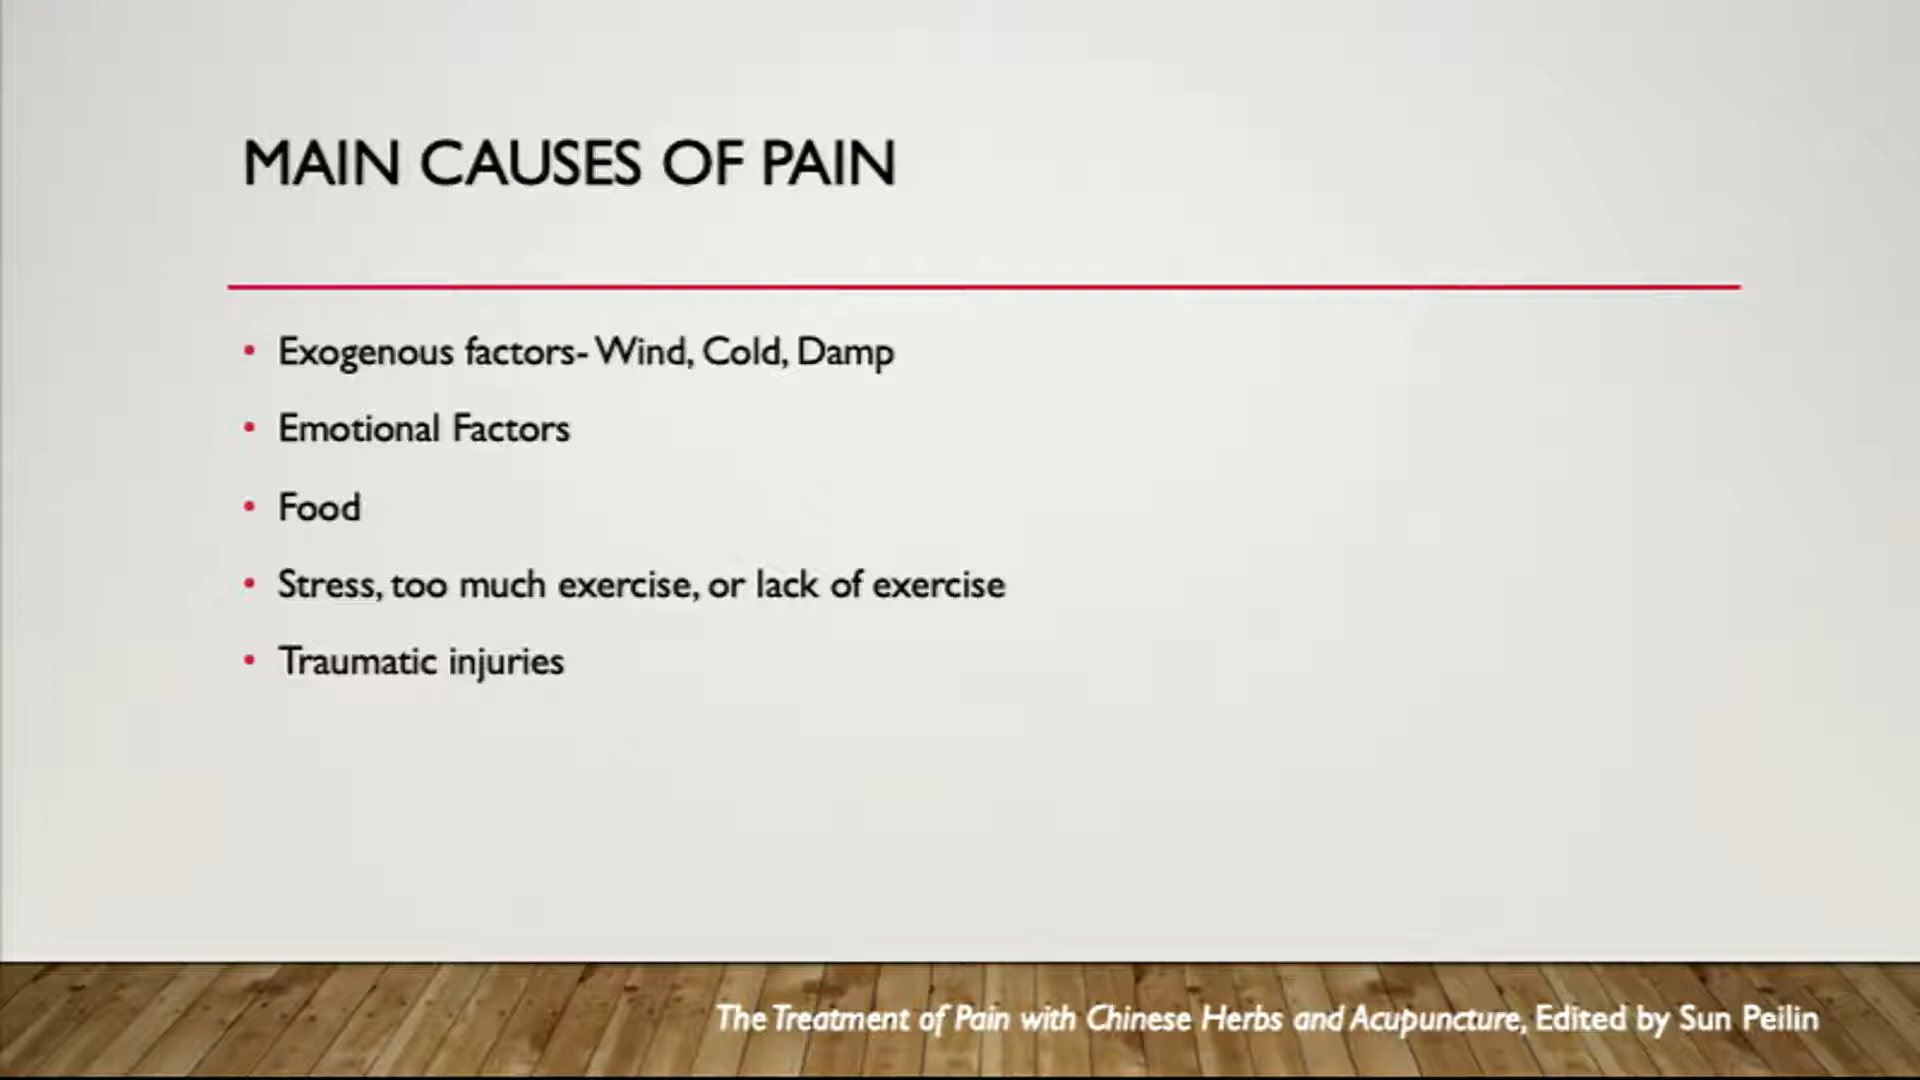 MAIN CAUSES OF PAIN
• Exogenous factors- Wind, Cold, Damp
• Emotional Factors
• Food
• Stress, too much exercise, or lack of exercise
• Traumatic injuries
The Treatment of Pain with Chinese Herbs and Acupuncture, Edited by Sun Peilin